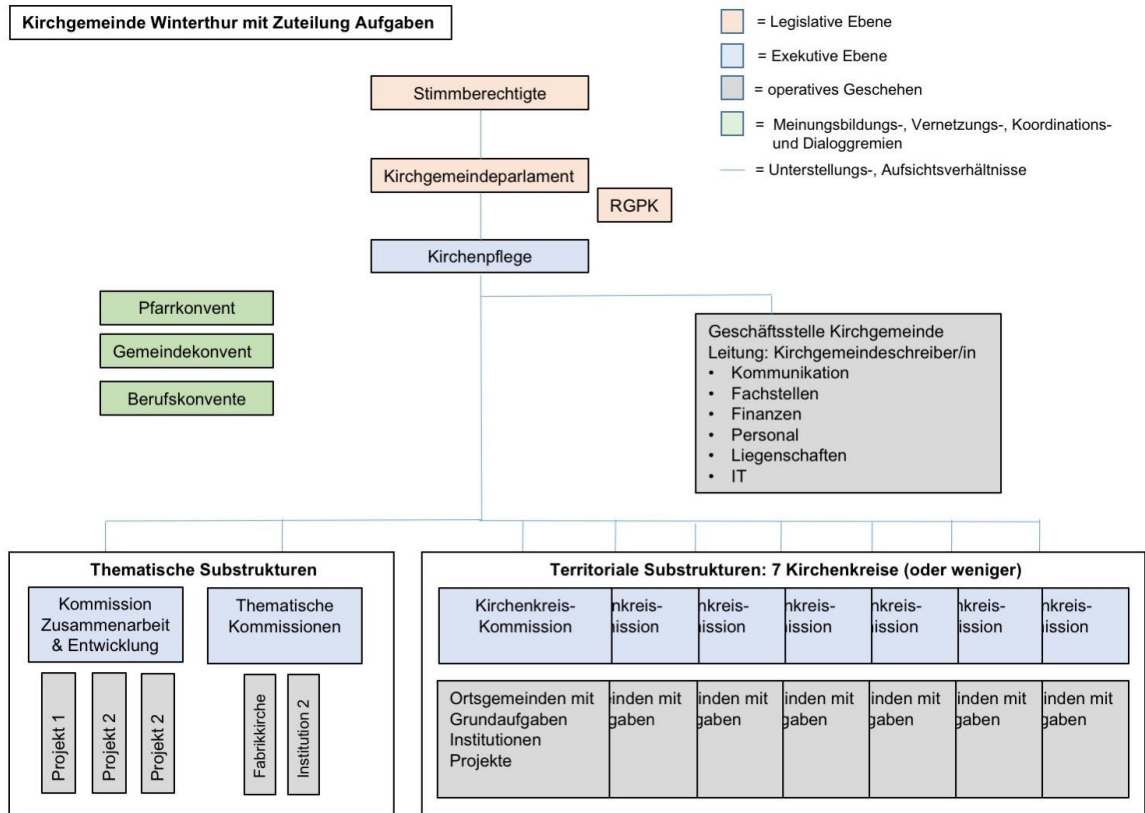 Kirchgemeinde Winterthur mit Zuteilung Aufgaben
= Legislative Ebene
= Exekutive Ebene
= operatives Geschehen
= Meinungsbildungs-, Vernetzungs-, Koordinations-
und Dialoggremien
= Unterstellungs-, Aufsichtsverhältnisse
Stimmberechtigte
Kirchgemeindeparlament
RGPK
Kirchenpflege
Pfarrkonvent
Gemeindekonvent
Berufskonvente
Geschäftsstelle Kirchgemeinde
Leitung: Kirchgemeindeschreiber/in
• Kommunikation
• Fachstellen
• Finanzen
• Personal
• Liegenschaften
• IT
Thematische Substrukturen
Kommission
Zusammenarbeit
& Entwicklung
Thematische
Kommissionen
Projekt 1
Projekt 2
Projekt 2
Fabrikkirche
Institution 2
Territoriale Substrukturen: 7 Kirchenkreise (oder weniger)
Kirchenkreis-
Kommission
nkreis-
ission
nkreis-
ission
nkreis-
ission
nkreis-
ission
nkreis-
ission
nkreis-
ission
Ortsgemeinden mit
Grundaufgaben
Institutionen
Projekte
inden mit
gaben
inden mit
gaben
inden mit
gaben
inden mit
gaben
inden mit
gaben
inden mit
gaben